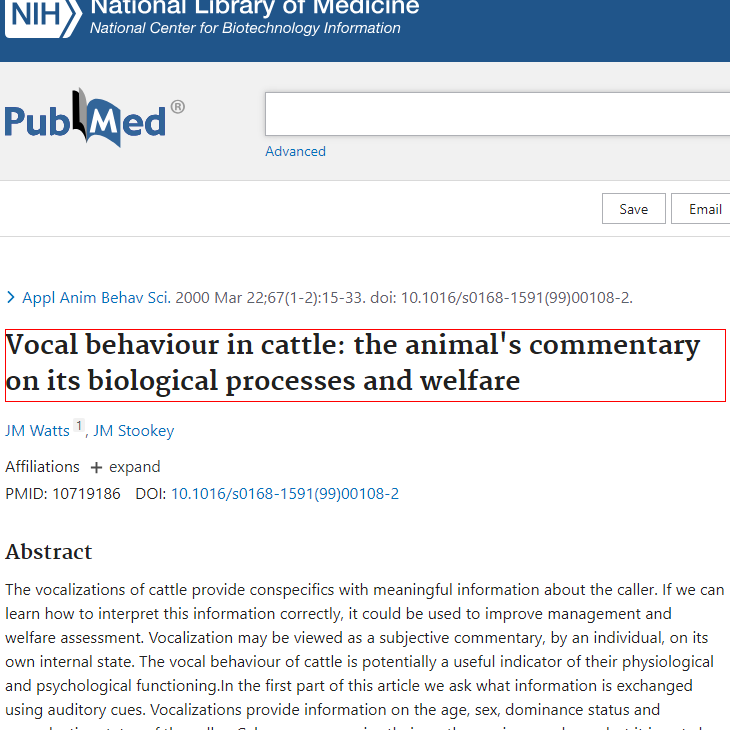 NIH National Library of Medicine
National Center for Biotechnology Information
PubMed®
Advanced
Save Email
Appl Anim Behav Sci. 2000 Mar 22;67(1-2):15-33. doi: 10.1016/s0168-1591(99)00108-2.
Vocal behaviour in cattle: the animal's commentary
on its biological processes and welfare
JM Watts 1, JM Stookey
Affiliations + expand
PMID: 10719186 DOI: 10.1016/s0168-1591(99)00108-2
Abstract
The vocalizations of cattle provide conspecifics with meaningful information about the caller. If we can
learn how to interpret this information correctly, it could be used to improve management and
welfare assessment. Vocalization may be viewed as a subjective commentary, by an individual, on its
own internal state. The vocal behaviour of cattle is potentially a useful indicator of their physiological
and psychological functioning.In the first part of this article we ask what information is exchanged
using auditory cues. Vocalizations provide information on the age, sex, dominance status and